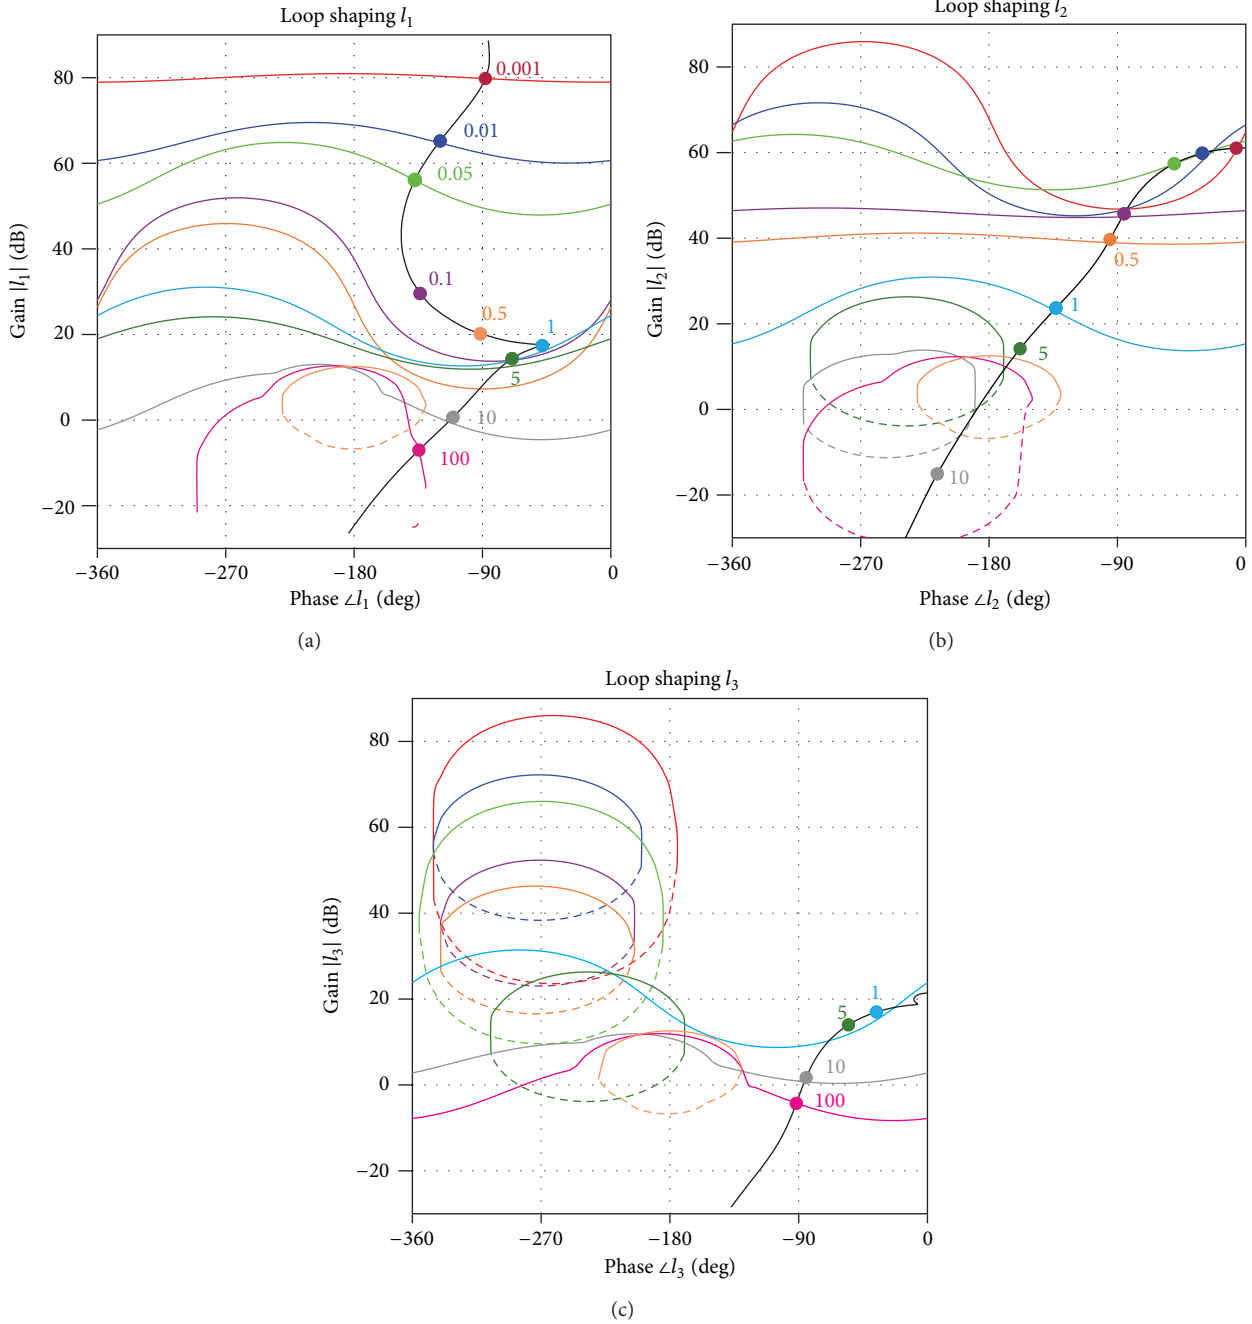 Loop shaping l₁
80
60
40
20
0
−20
Gain |l₁| (dB)
0.001
0.01
0.05
0.1
0.5
1
5
10
100
−360 −270 −180 −90 0
Phase ∠l₁ (deg)
(a)
Loop shaping l₂
80
60
40
20
0
−20
Gain |l₂| (dB)
0.5
1
5
10
−360 −270 −180 −90 0
Phase ∠l₂ (deg)
(b)
Loop shaping l₃
80
60
40
20
0
−20
Gain |l₃| (dB)
1
5
10
100
−360 −270 −180 −90 0
Phase ∠l₃ (deg)
(c)